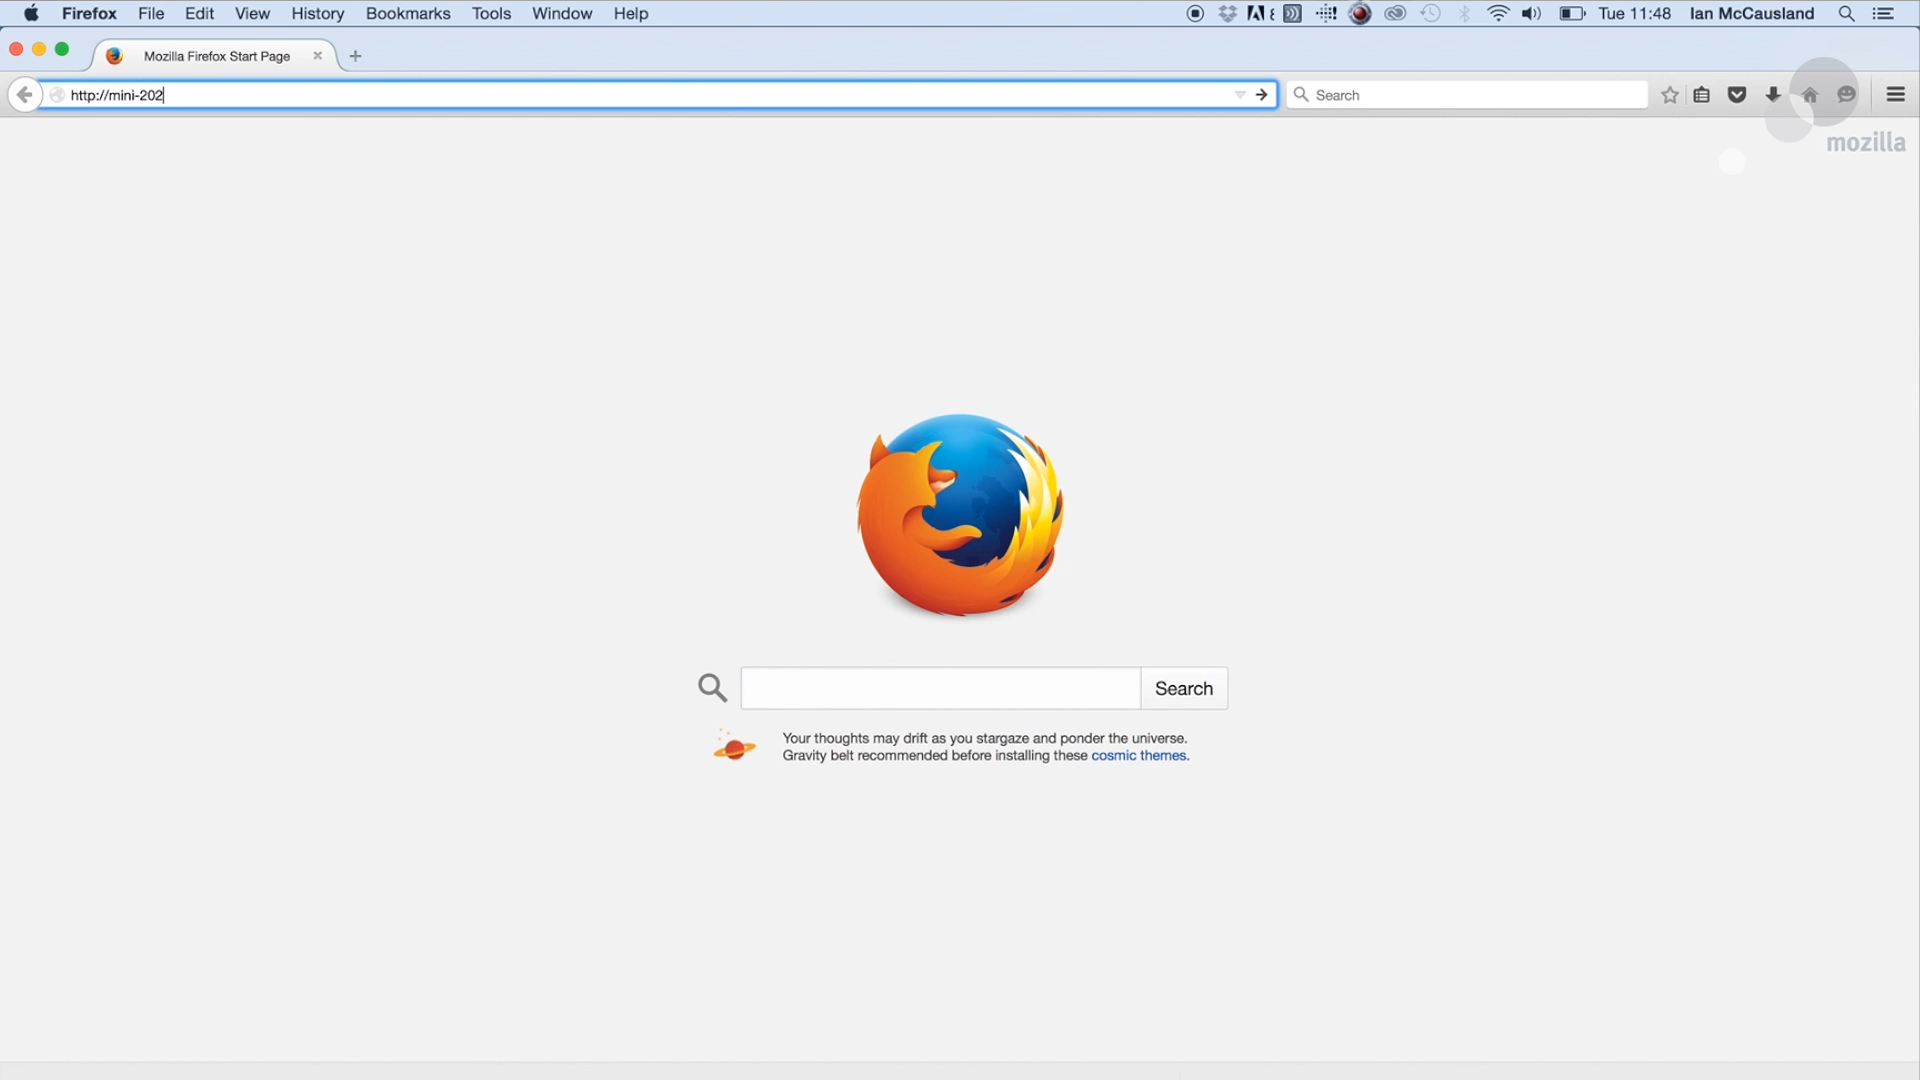 Firefox File Edit View History Bookmarks Tools Window Help
Tue 11:48 Ian McCausland
Mozilla Firefox Start Page
http://mini-202
Search
mozilla
Search
Your thoughts may drift as you stargaze and ponder the universe.
Gravity belt recommended before installing these cosmic themes.